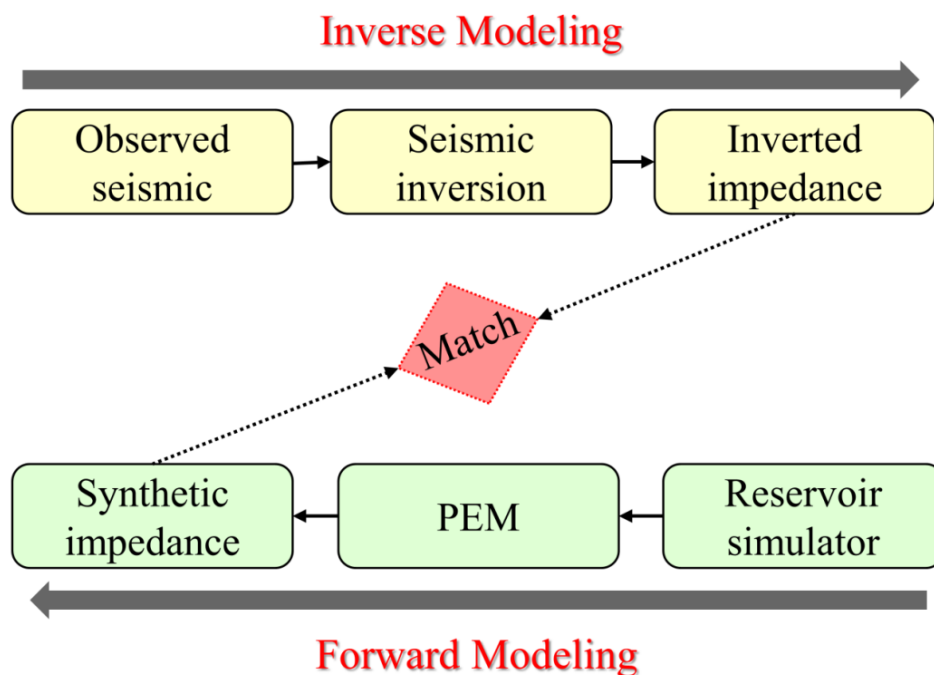 Inverse Modeling
Observed
seismic
Seismic
inversion
Inverted
impedance
Match
Synthetic
impedance
PEM
Reservoir
simulator
Forward Modeling